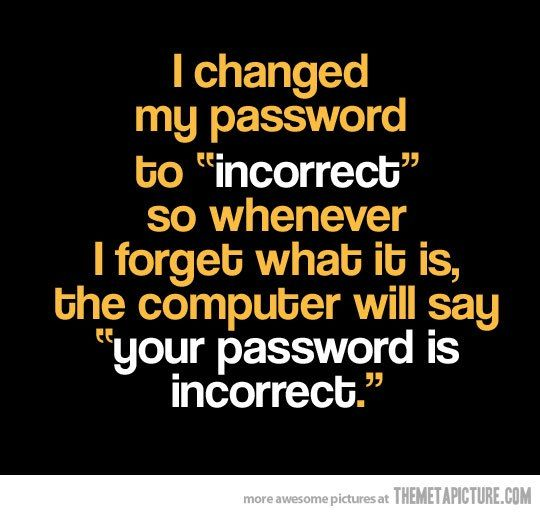 I changed
my password
to "incorrect"
so whenever
I forget what it is,
the computer will say
"your password is
incorrect."
more awesome pictures at THEMETAPICTURE.COM